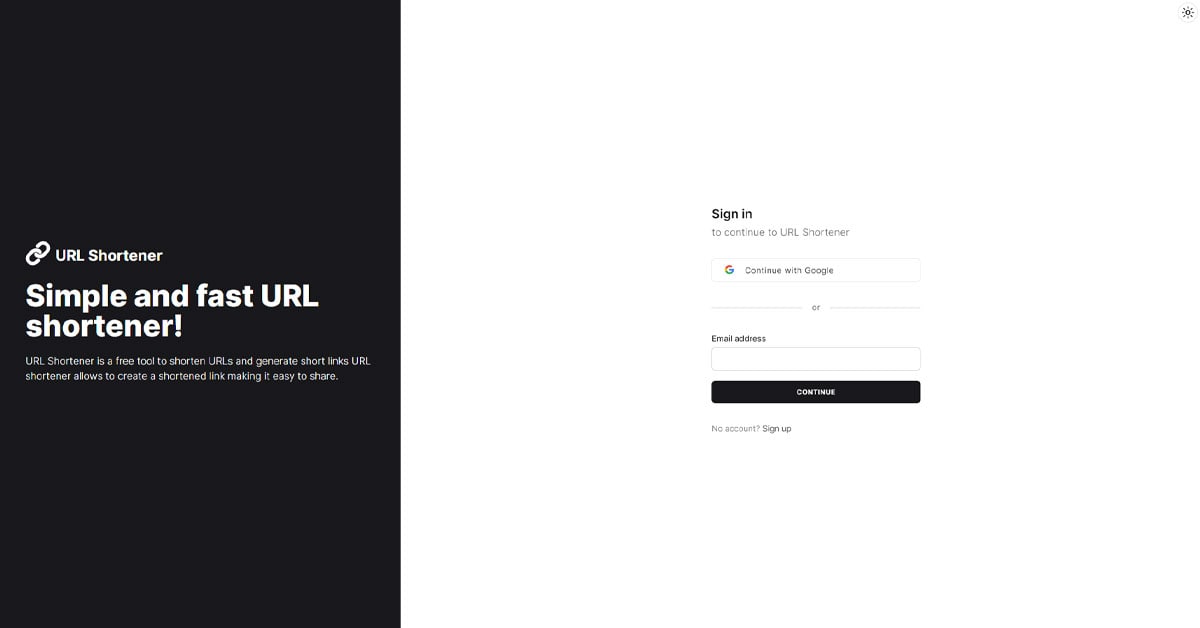 URL Shortener
Simple and fast URL
shortener!
URL Shortener is a free tool to shorten URLs and generate short links URL
shortener allows to create a shortened link making it easy to share.
Sign in
to continue to URL Shortener
Continue with Google
or
Email address
CONTINUE
No account? Sign up